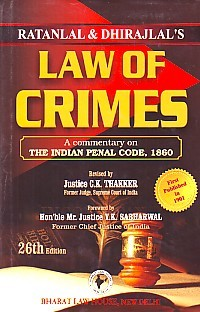 RATANLAL & DHIRAJLAL'S
LAW OF
CRIMES
A commentary on
THE INDIAN PENAL CODE, 1860
Revised by
Justice C.K. THAKKER
Former Judge, Supreme Court of India
Foreword by
Hon'ble Mr. Justice Y.K. SABHARWAL
Former Chief Justice of India
First
Published in
1901
26th Edition
BHARAT LAW HOUSE, NEW DELHI